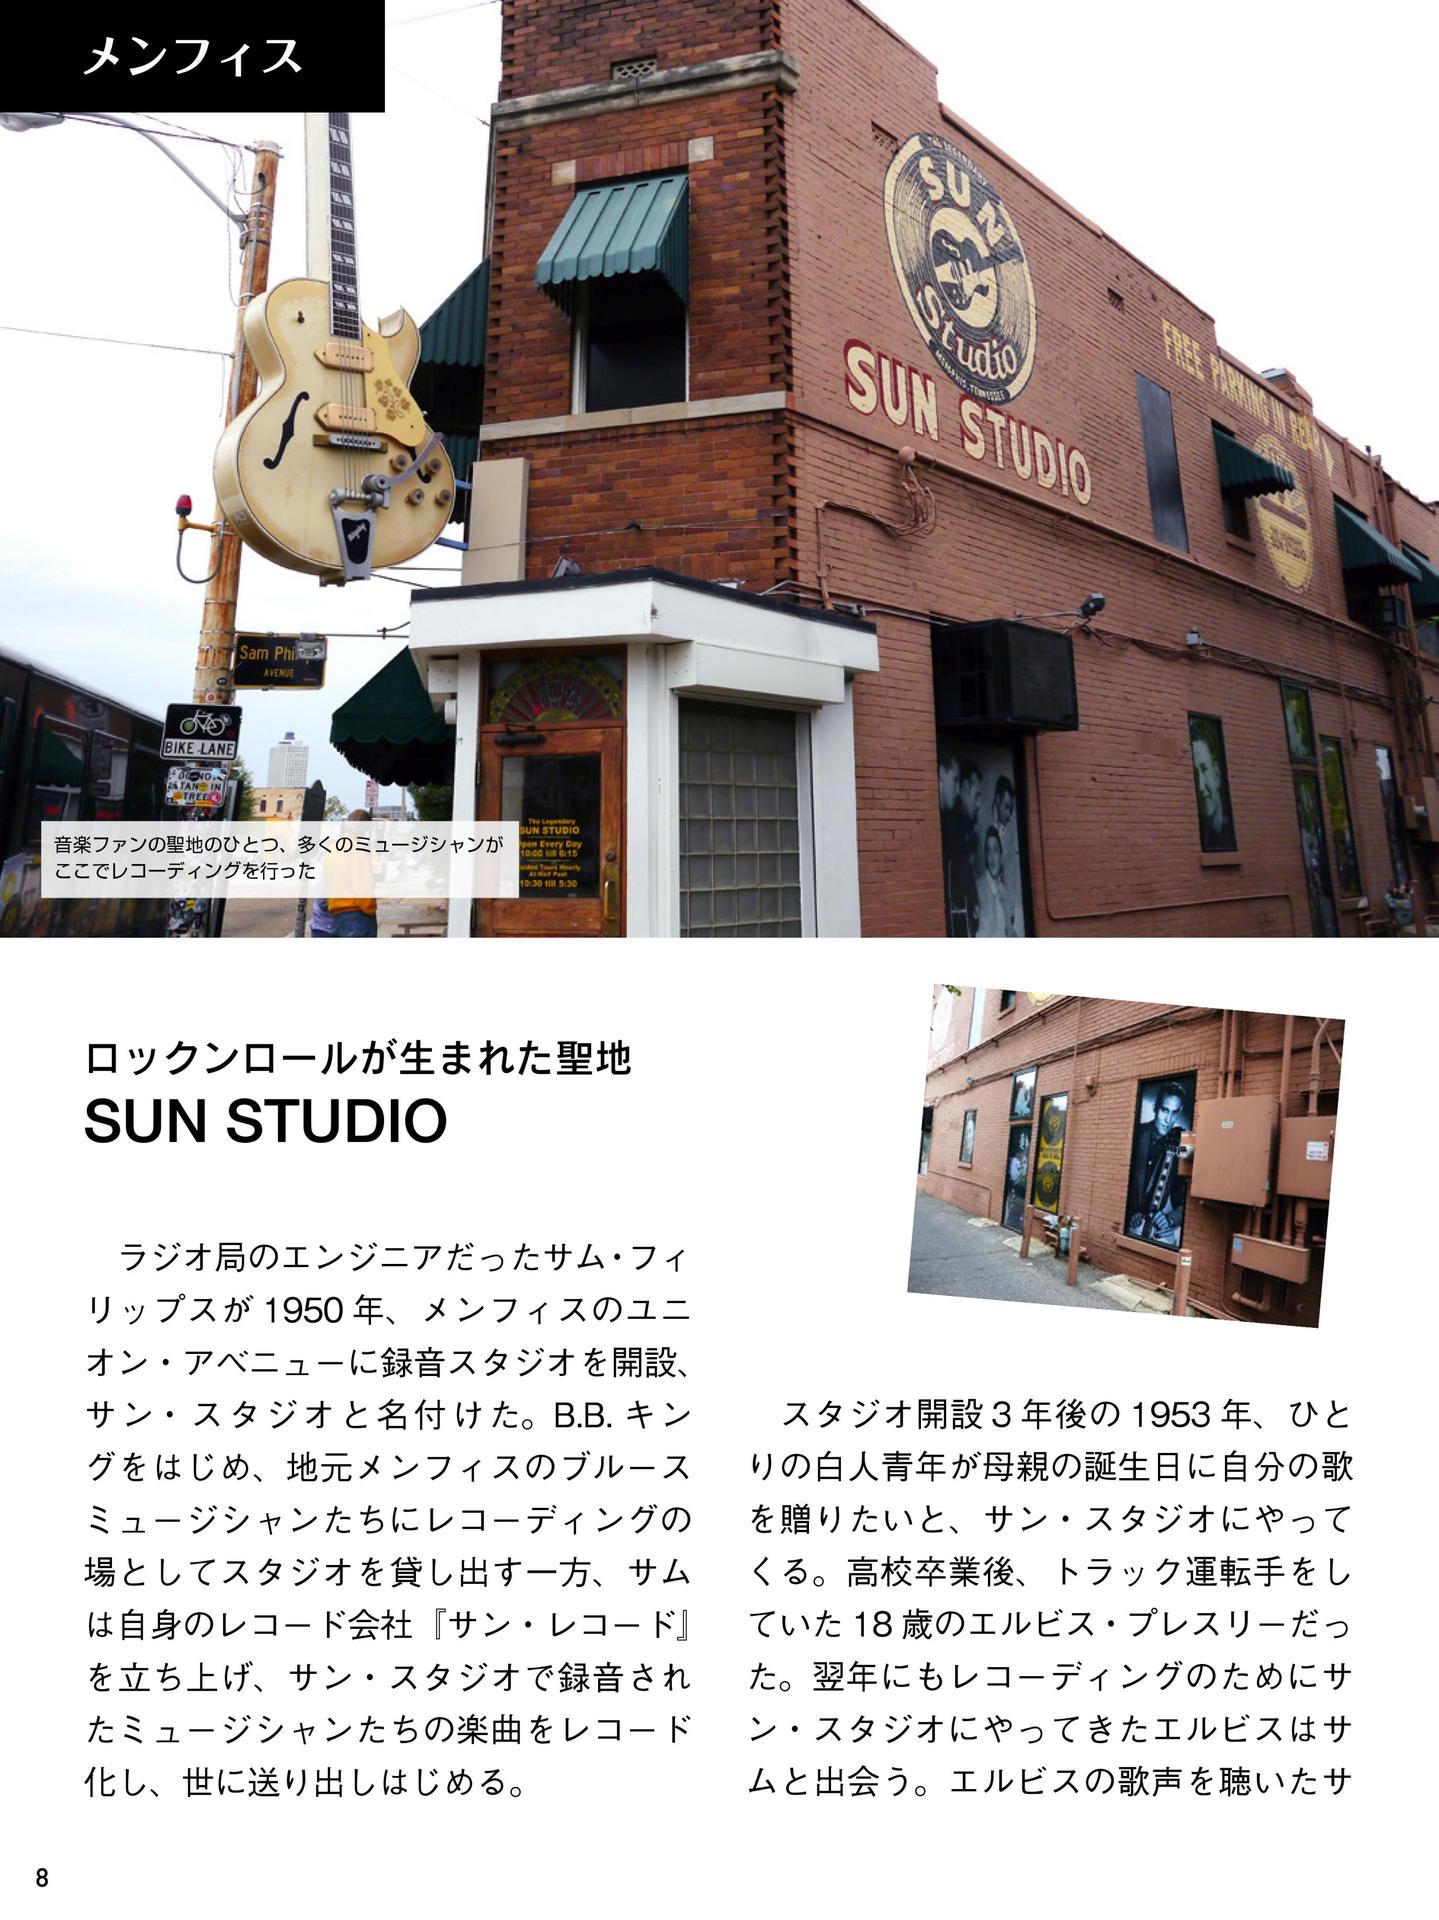 メンフィス
THE LEGENDARY
SUN
Studio
MEMPHIS, TENNESSEE
SUN STUDIO
FREE PARKING IN REAR
SUN STUDIO
Sam
AVENUE
BIKE LANE
The Legendary
SUN STUDIO
Open Every Day
10:00 till 6:15
Guided Tours Hourly
At Half Past
10:30 till 5:30
音楽ファンの聖地のひとつ、多くのミュージシャンが
ここでレコーディングを行った
ロックンロールが生まれた聖地
SUN STUDIO
ラジオ局のエンジニアだったサム・フィ
リップスが 1950 年、メンフィスのユニ
オン・アベニューに録音スタジオを開設、
サン・スタジオと名付けた。B.B. キン
グをはじめ、地元メンフィスのブルース
ミュージシャンたちにレコーディングの
場としてスタジオを貸し出す一方、サム
は自身のレコード会社『サン・レコード』
を立ち上げ、サン・スタジオで録音され
たミュージシャンたちの楽曲をレコード
化し、世に送り出しはじめる。
スタジオ開設 3 年後の 1953 年、ひと
りの白人青年が母親の誕生日に自分の歌
を贈りたいと、サン・スタジオにやって
くる。高校卒業後、トラック運転手をし
ていた 18 歳のエルビス・プレスリーだっ
た。翌年にもレコーディングのためにサ
ン・スタジオにやってきたエルビスはサ
ムと出会う。エルビスの歌声を聴いたサ
8